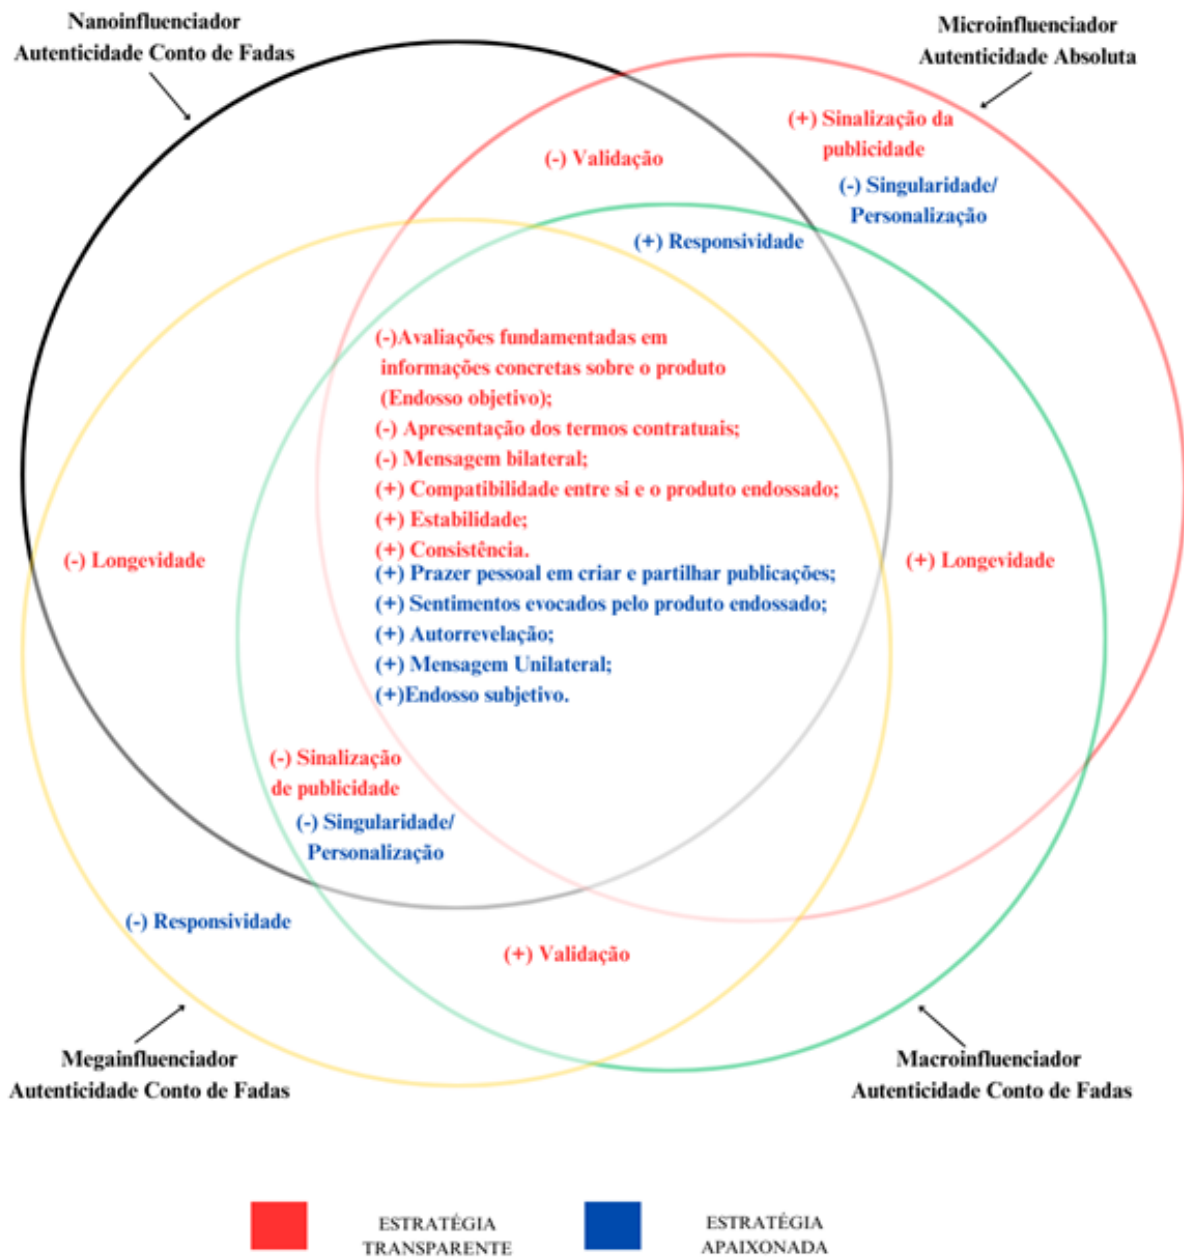 Nanoinfluenciador
Autenticidade Conto de Fadas
Microinfluenciador
Autenticidade Absoluta
(+) Sinalização da
publicidade
(-) Singularidade/
Personalização
(-) Validação
(+) Responsividade
(-)Avaliações fundamentadas em
informações concretas sobre o produto
(Endosso objetivo);
(-) Apresentação dos termos contratuais;
(-) Mensagem bilateral;
(+) Compatibilidade entre si e o produto endossado;
(+) Estabilidade;
(+) Consistência.
(+) Prazer pessoal em criar e partilhar publicações;
(+) Sentimentos evocados pelo produto endossado;
(+) Autorrevelação;
(+) Mensagem Unilateral;
(+)Endosso subjetivo.
(-) Longevidade
(+) Longevidade
(-) Sinalização
de publicidade
(-) Singularidade/
Personalização
(-) Responsividade
(+) Validação
Megainfluenciador
Autenticidade Conto de Fadas
Macroinfluenciador
Autenticidade Conto de Fadas
ESTRATÉGIA
TRANSPARENTE
ESTRATÉGIA
APAIXONADA